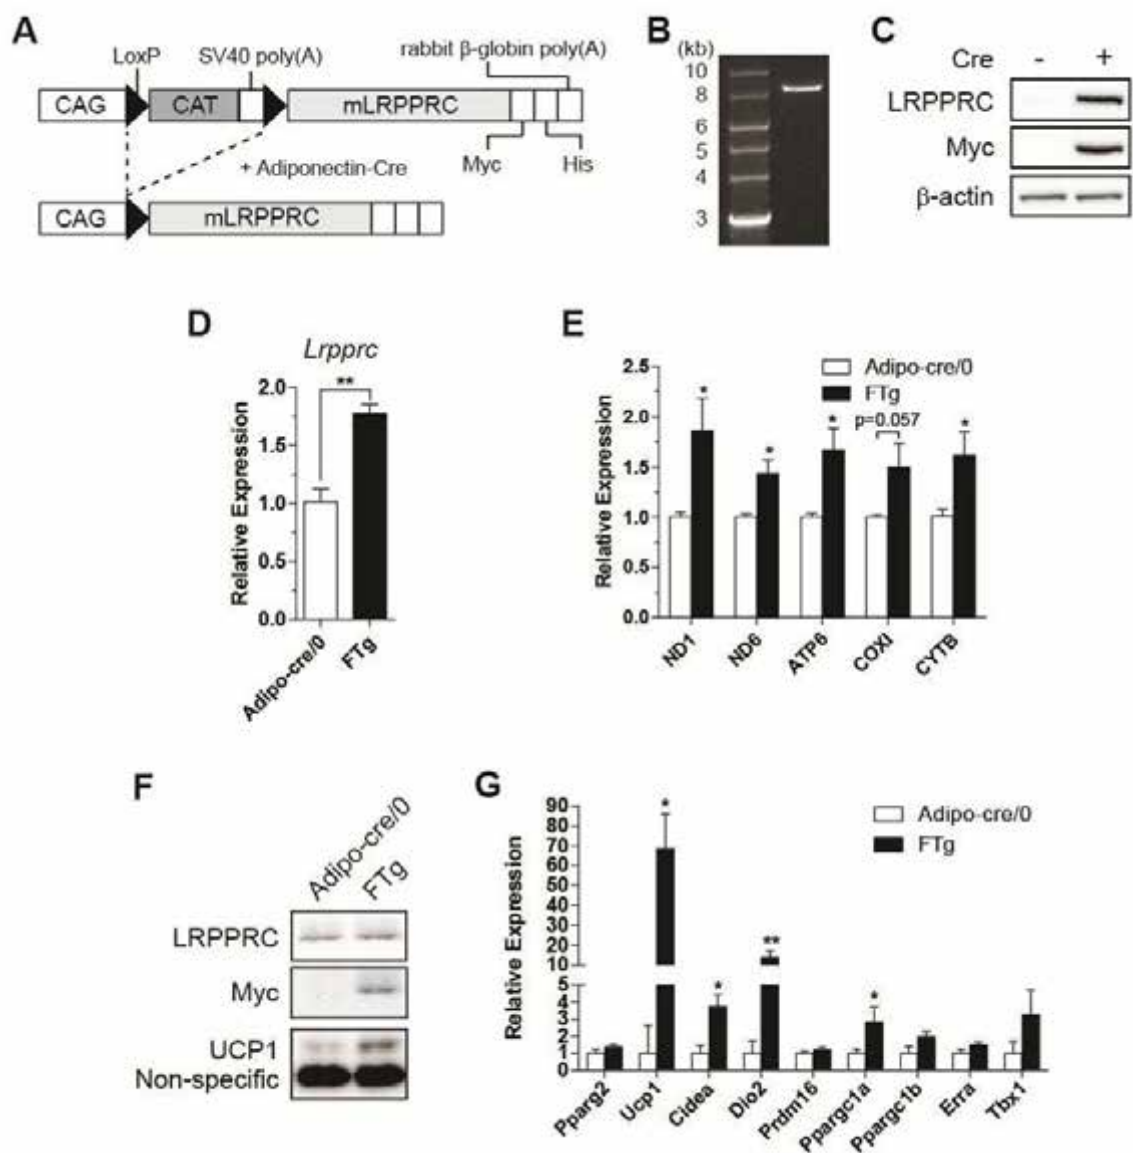 A
LoxP
SV40 poly(A)
rabbit β-globin poly(A)
CAG
CAT
mLRPPRC
Myc
His
+ Adiponectin-Cre
CAG
mLRPPRC
B
(kb)
10
8
6
5
4
3
C
Cre - +
LRPPRC
Myc
β-actin
D
Lrpprc
**
Relative Expression
2.0
1.5
1.0
0.5
0.0
Adipo-cre/0
FTg
E
Adipo-cre/0
FTg
Relative Expression
2.5
2.0
1.5
1.0
0.5
0.0
*
*
*
p=0.057
*
ND1
ND6
ATP6
COXI
CYTB
F
Adipo-cre/0
FTg
LRPPRC
Myc
UCP1
Non-specific
G
Adipo-cre/0
FTg
Relative Expression
90
80
70
60
50
40
30
20
10
5
4
3
2
1
0
*
*
**
*
Pparg2
Ucp1
Cidea
Dio2
Prdm16
Ppargc1a
Ppargc1b
Erra
Tbx1